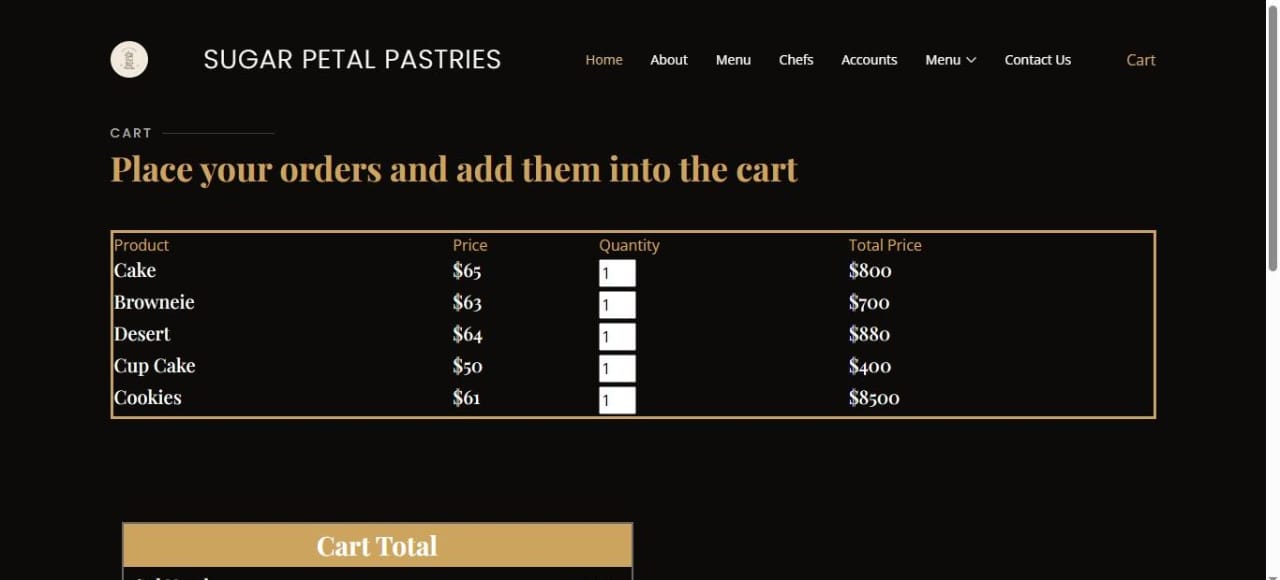 SUGAR PETAL PASTRIES Home About Menu Chefs Accounts Menu Contact Us Cart
CART
Place your orders and add them into the cart
Product Price Quantity Total Price
Cake $65 1 $800
Browneie $63 1 $700
Desert $64 1 $880
Cup Cake $50 1 $400
Cookies $61 1 $8500
Cart Total